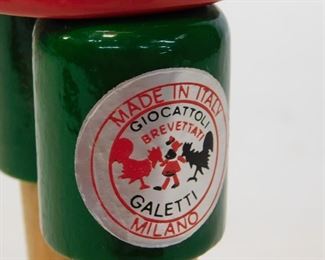 MADE IN ITALY
GIOCATTOLI
BREVETTATI
GALETTI
MILANO